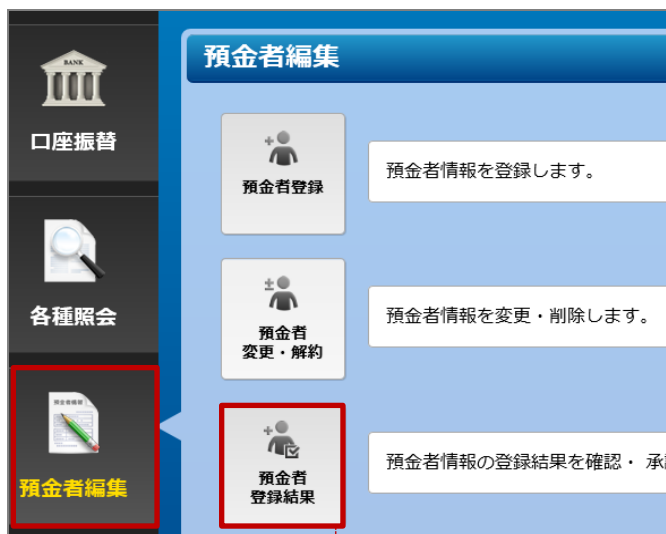 預金者編集
BANK
口座振替
預金者登録
預金者情報を登録します。
各種照会
預金者
変更・解約
預金者情報を変更・削除します。
預金者編集
預金者
登録結果
預金者情報の登録結果を確認・ 承